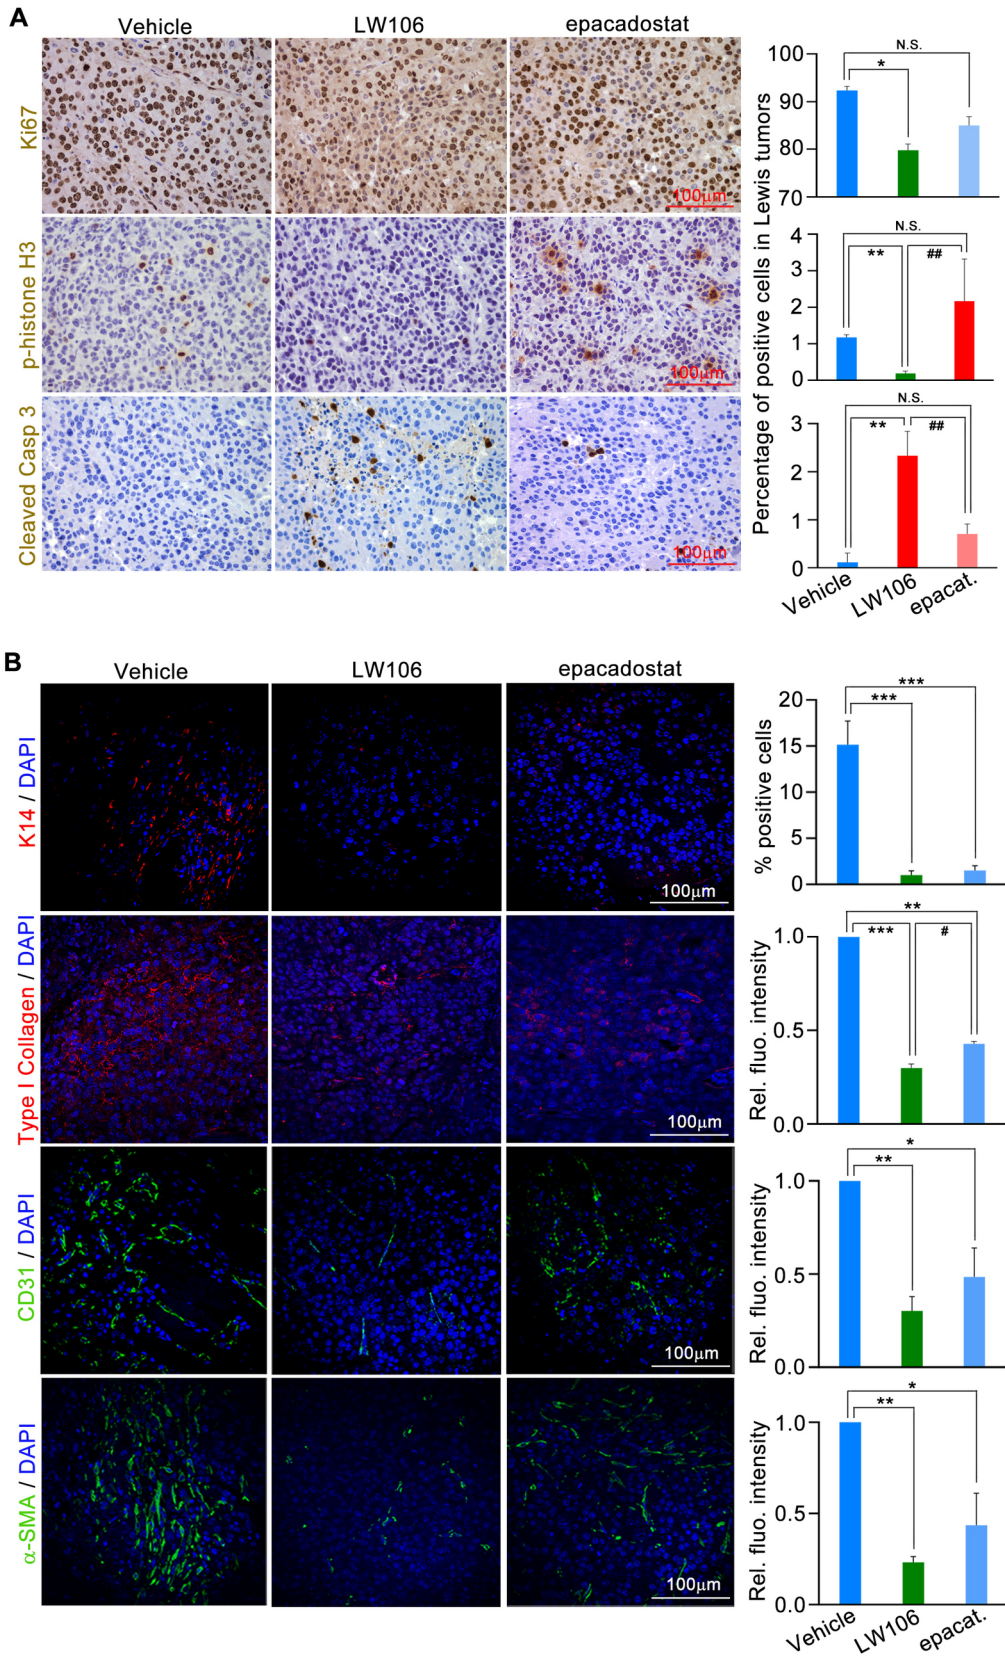 A
Vehicle
LW106
epacadostat
Ki67
100μm
p-histone H3
100μm
Cleaved Casp 3
100μm
Percentage of positive cells in Lewis tumors
N.S.
*
100
90
80
70
N.S.
**
##
4
3
2
1
0
N.S.
**
##
3
2
1
0
Vehicle
LW106
epacat.
B
Vehicle
LW106
epacadostat
K14 / DAPI
100μm
% positive cells
***
***
20
15
10
5
0
Type I Collagen / DAPI
100μm
Rel. fluo. intensity
**
***
#
1.0
0.5
0.0
CD31 / DAPI
100μm
Rel. fluo. intensity
*
**
1.0
0.5
0.0
α-SMA / DAPI
100μm
Rel. fluo. intensity
*
**
1.0
0.5
0.0
Vehicle
LW106
epacat.